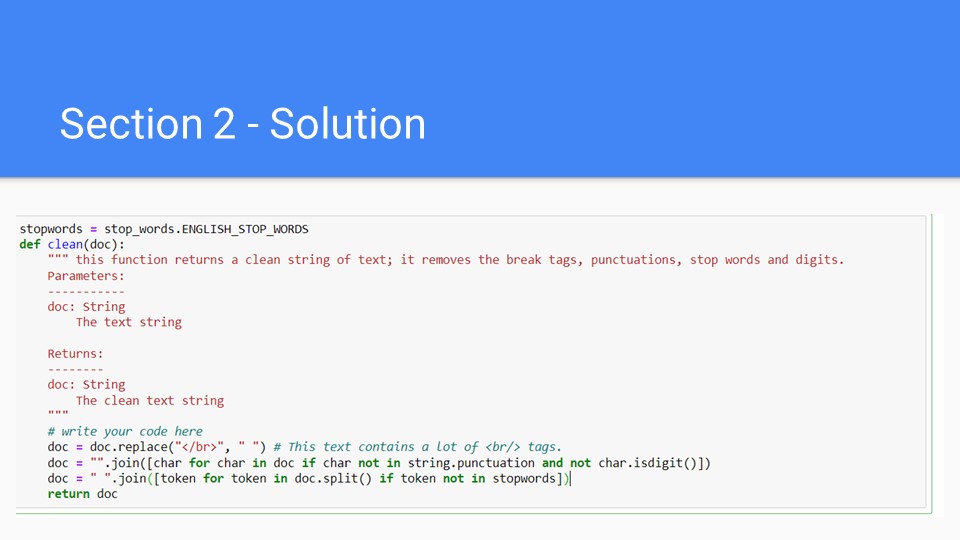 Section 2 - Solution
stopwords = stop_words.ENGLISH_STOP_WORDS
def clean(doc):
    """ this function returns a clean string of text; it removes the break tags, punctuations, stop words and digits.
    Parameters:
    -----------
    doc: String
        The text string
    Returns:
    --------
    doc: String
        The clean text string
    """
    # write your code here
    doc = doc.replace("</br>", " ") # This text contains a lot of <br/> tags.
    doc = "".join([char for char in doc if char not in string.punctuation and not char.isdigit()])
    doc = " ".join([token for token in doc.split() if token not in stopwords])
    return doc